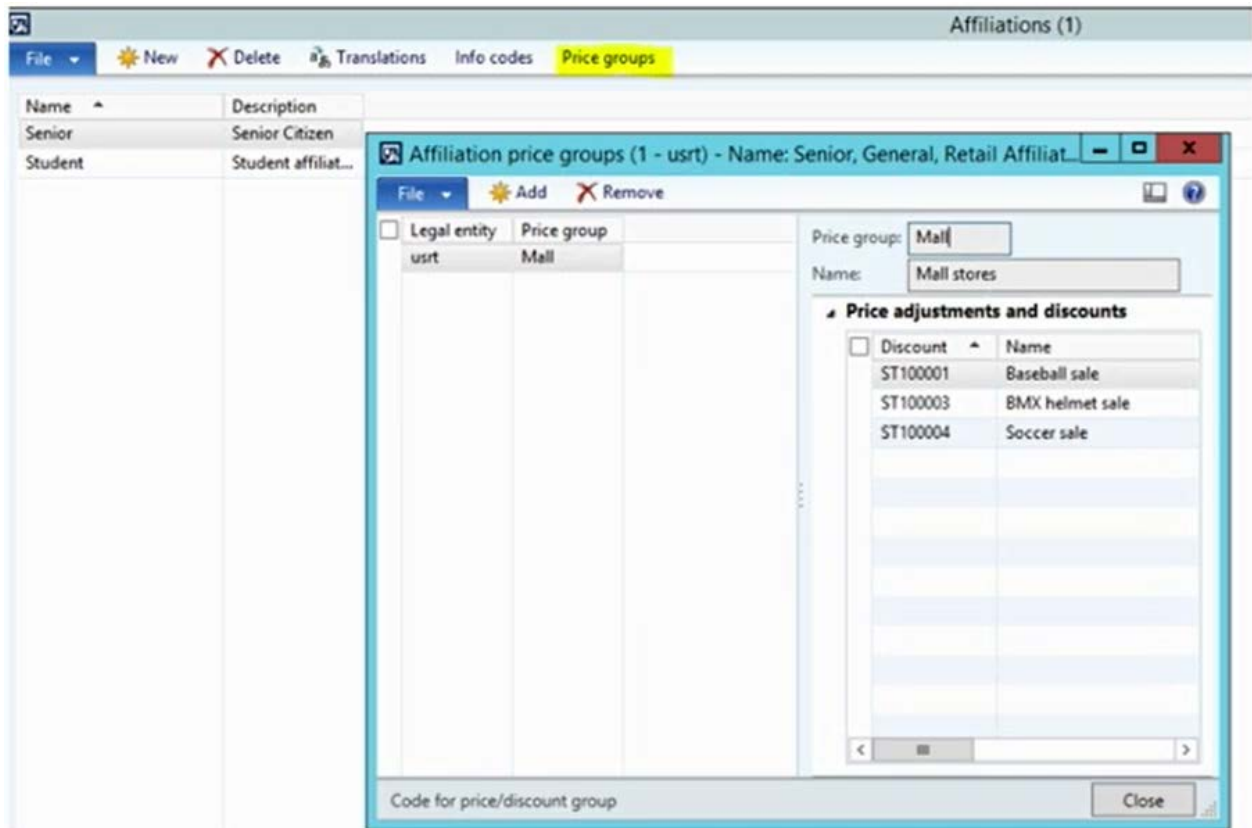 Affiliations (1)
File New Delete Translations Info codes Price groups
Name Description
Senior Senior Citizen
Student Student affiliat...
Affiliation price groups (1 - usrt) - Name: Senior, General, Retail Affiliat...
File Add Remove
Legal entity Price group
usrt Mall
Price group: Mall
Name: Mall stores
Price adjustments and discounts
Discount Name
ST100001 Baseball sale
ST100003 BMX helmet sale
ST100004 Soccer sale
Code for price/discount group
Close